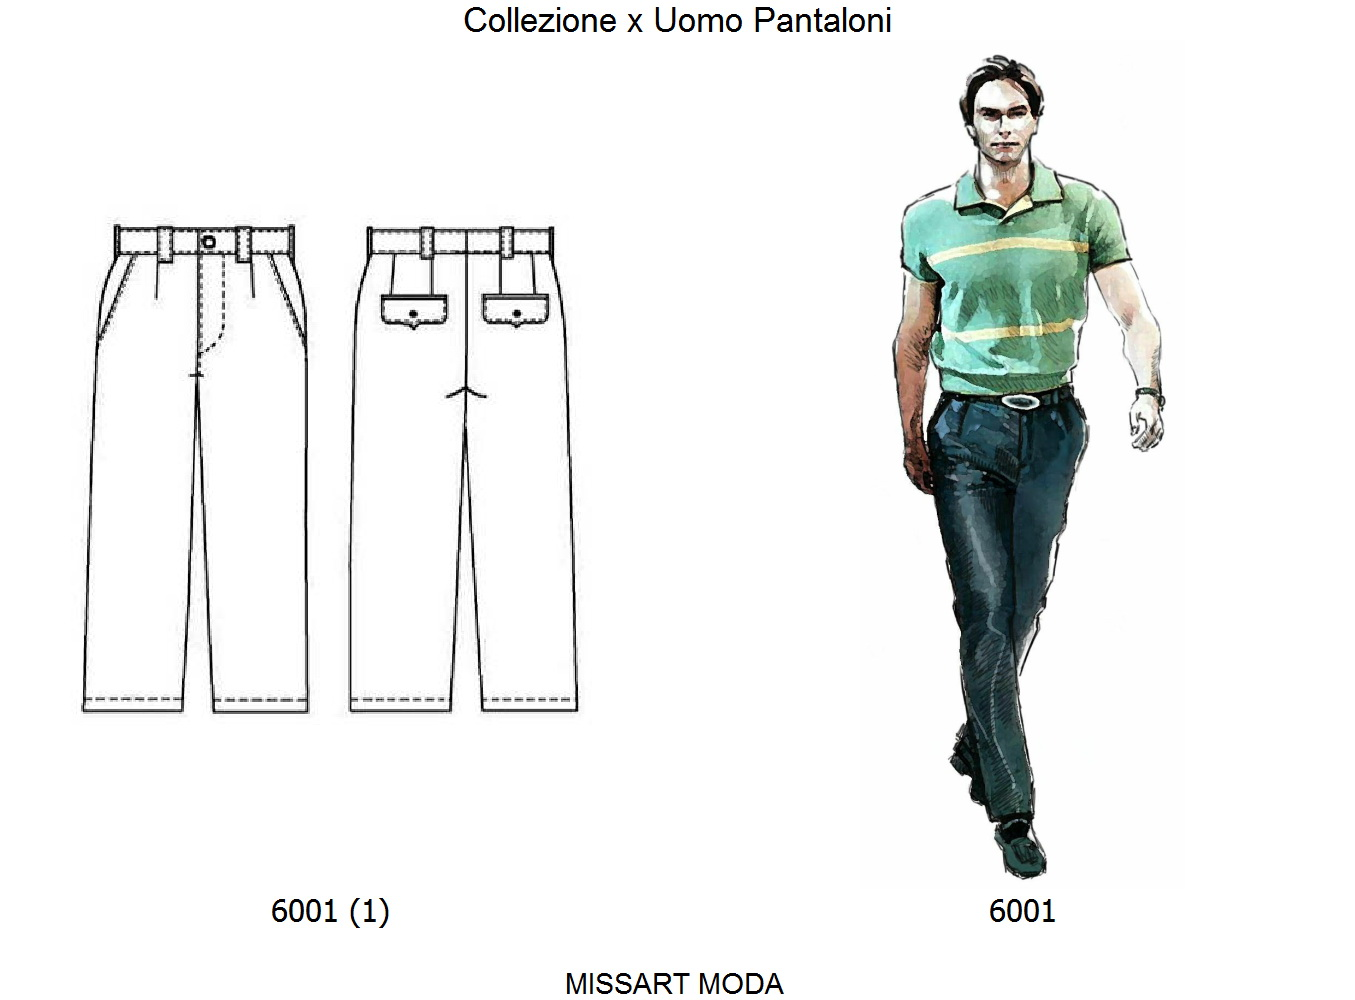 Collezione x Uomo Pantaloni
6001 (1)
6001
MISSART MODA